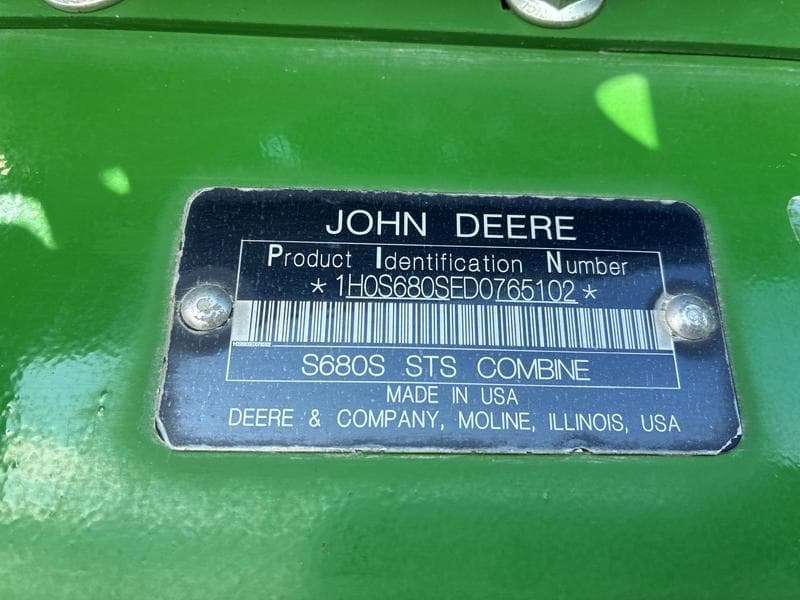 JOHN DEERE
Product Identification Number
*1H0S680SED0765102*
S680S STS COMBINE
MADE IN USA
DEERE & COMPANY, MOLINE, ILLINOIS, USA